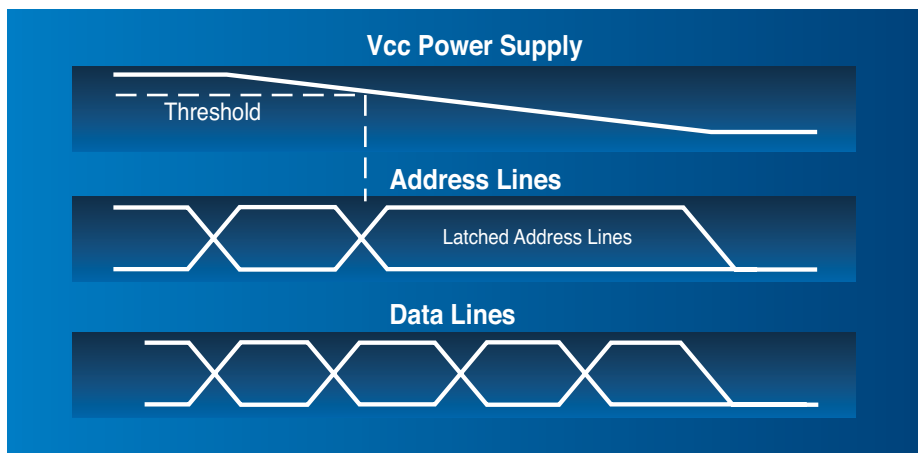 Vcc Power Supply
Threshold
Address Lines
Latched Address Lines
Data Lines